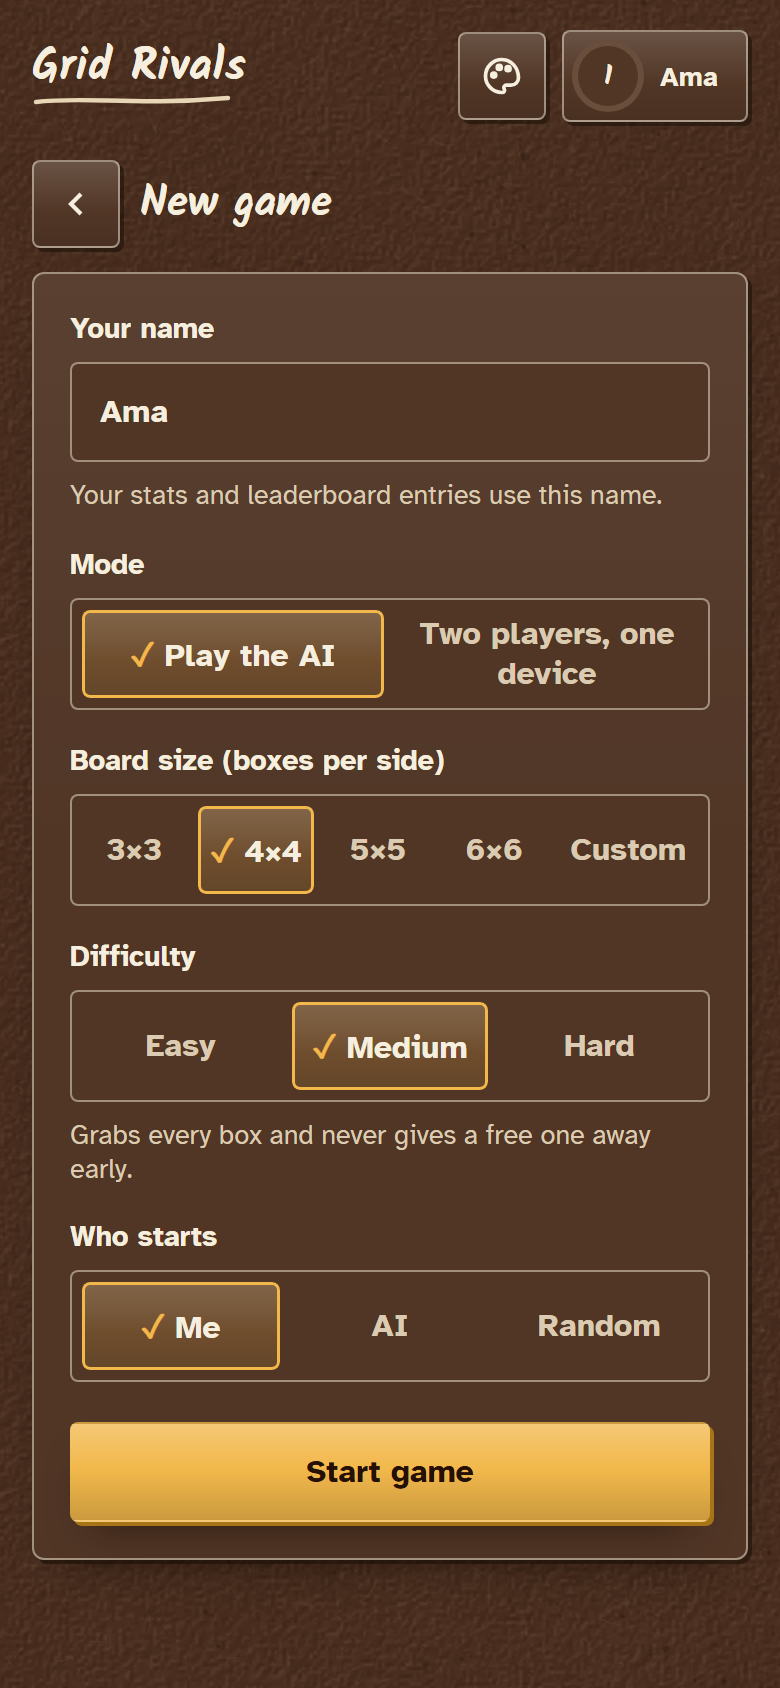 Grid Rivals
1
Ama
New game
Your name
Ama
Your stats and leaderboard entries use this name.
Mode
✓ Play the AI
Two players, one
device
Board size (boxes per side)
3×3 ✓ 4×4 5×5 6×6 Custom
Difficulty
Easy ✓ Medium Hard
Grabs every box and never gives a free one away
early.
Who starts
✓ Me AI Random
Start game